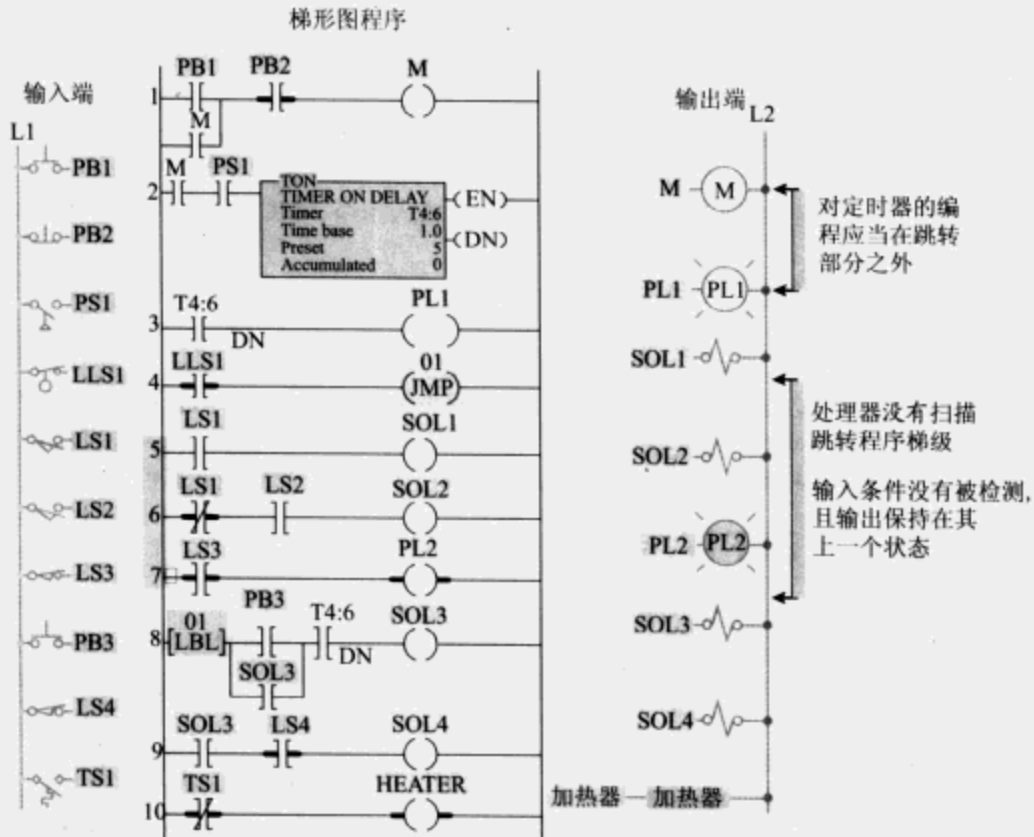 梯形图程序
输入端
L1
PB1
PB2
PS1
LLS1
LS1
LS2
LS3
PB3
LS4
TS1
PB1 PB2 M
1
M
M PS1
2
TON
TIMER ON DELAY
Timer T4:6
Time base 1.0
Preset 5
Accumulated 0
(EN)
(DN)
T4:6 PL1
3
DN
LLS1 01
4 (JMP)
LS1 SOL1
5
LS1 LS2 SOL2
6
LS3 PL2
7
01 PB3 T4:6 SOL3
8 [LBL]
DN
SOL3
SOL3 LS4 SOL4
9
TS1 HEATER
10
输出端
L2
M M
PL1 PL1
SOL1
SOL2
PL2 PL2
SOL3
SOL4
加热器 加热器
对定时器的编
程应当在跳转
部分之外
处理器没有扫描
跳转程序梯级
输入条件没有被检测,
且输出保持在其
上一个状态